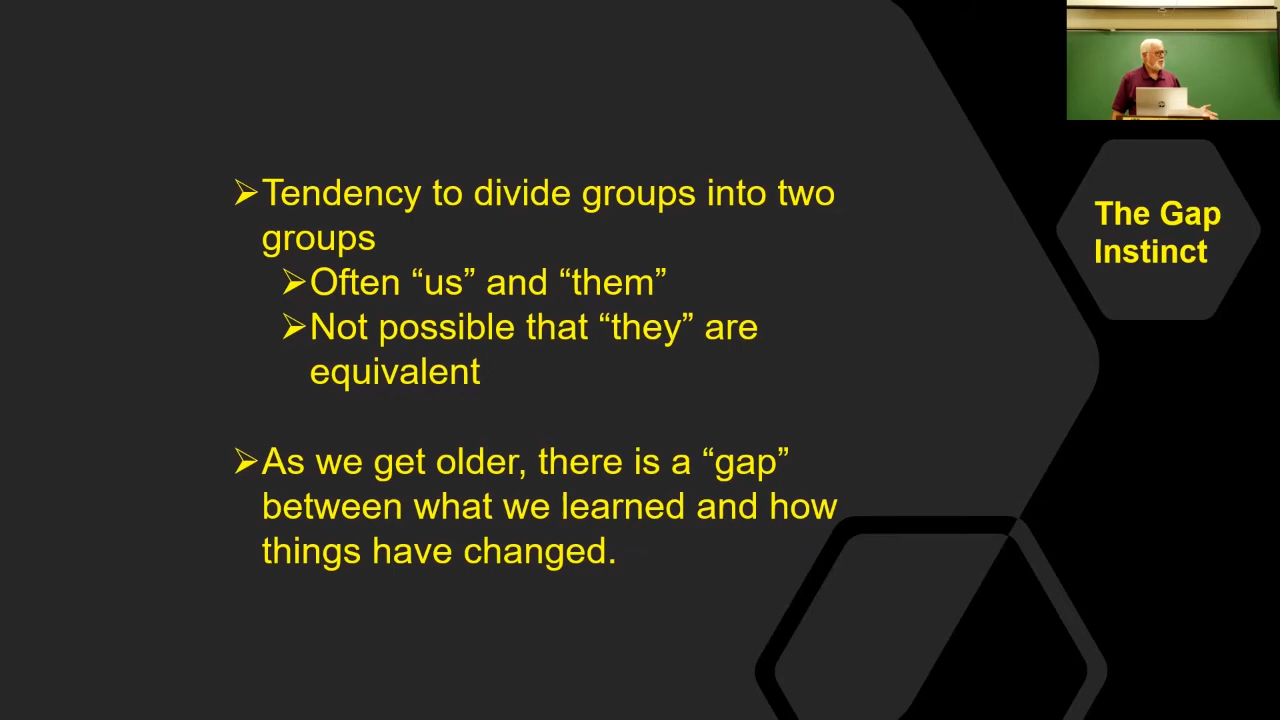 ➢Tendency to divide groups into two
groups
➢Often “us” and “them”
➢Not possible that “they” are
equivalent
➢As we get older, there is a “gap”
between what we learned and how
things have changed.
The Gap
Instinct